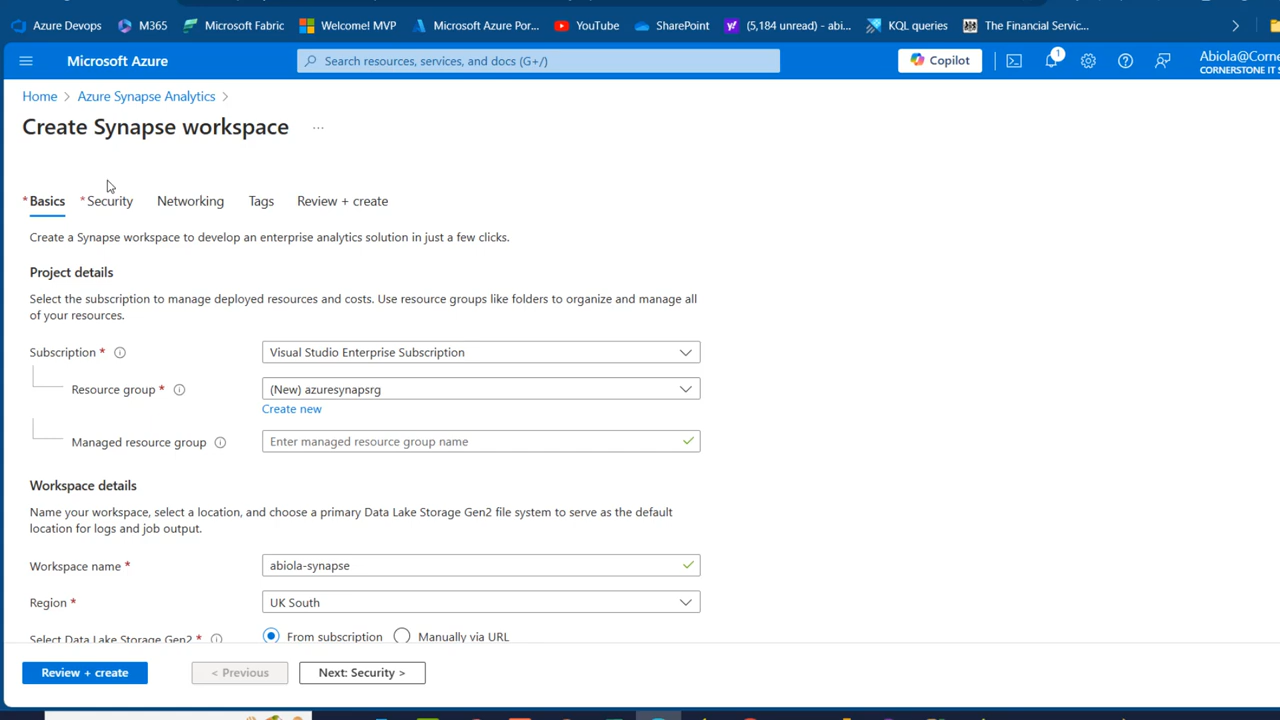 Azure Devops M365 Microsoft Fabric Welcome! MVP Microsoft Azure Por... YouTube SharePoint (5,184 unread) - abi... KQL queries The Financial Servic...
Microsoft Azure Search resources, services, and docs (G+/) Copilot 1 Abiola@Corne
CORNERSTONE IT S
Home > Azure Synapse Analytics >
Create Synapse workspace ...
* Basics * Security Networking Tags Review + create
Create a Synapse workspace to develop an enterprise analytics solution in just a few clicks.
Project details
Select the subscription to manage deployed resources and costs. Use resource groups like folders to organize and manage all
of your resources.
Subscription * Visual Studio Enterprise Subscription
Resource group * (New) azuresynapsrg
Create new
Managed resource group Enter managed resource group name
Workspace details
Name your workspace, select a location, and choose a primary Data Lake Storage Gen2 file system to serve as the default
location for logs and job output.
Workspace name * abiola-synapse
Region * UK South
Select Data Lake Storage Gen2 * From subscription Manually via URL
Review + create < Previous Next: Security >